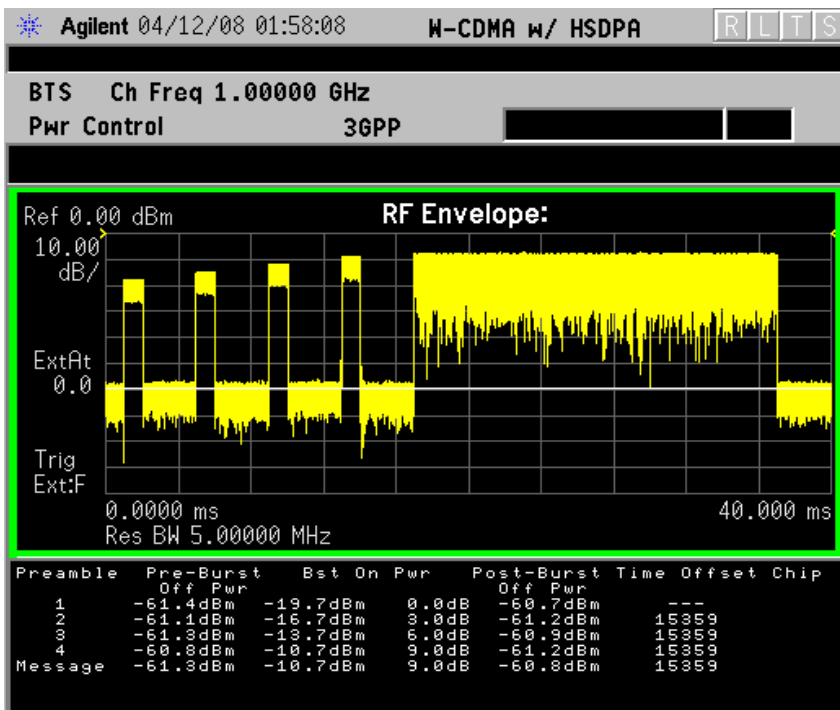 Agilent 04/12/08 01:58:08 W-CDMA w/ HSDPA R L T S
BTS Ch Freq 1.00000 GHz
Pwr Control 3GPP
Ref 0.00 dBm RF Envelope:
10.00
dB/
ExtAt
0.0
Trig
Ext:F
0.0000 ms 40.000 ms
Res BW 5.00000 MHz
Preamble Pre-Burst Bst On Pwr Post-Burst Time Offset Chip
Off Pwr Off Pwr
1 -61.4dBm -19.7dBm 0.0dB -60.7dBm ---
2 -61.1dBm -16.7dBm 3.0dB -61.2dBm 15359
3 -61.3dBm -13.7dBm 6.0dB -60.9dBm 15359
4 -60.8dBm -10.7dBm 9.0dB -61.2dBm 15359
Message -61.3dBm -10.7dBm 9.0dB -60.8dBm 15359